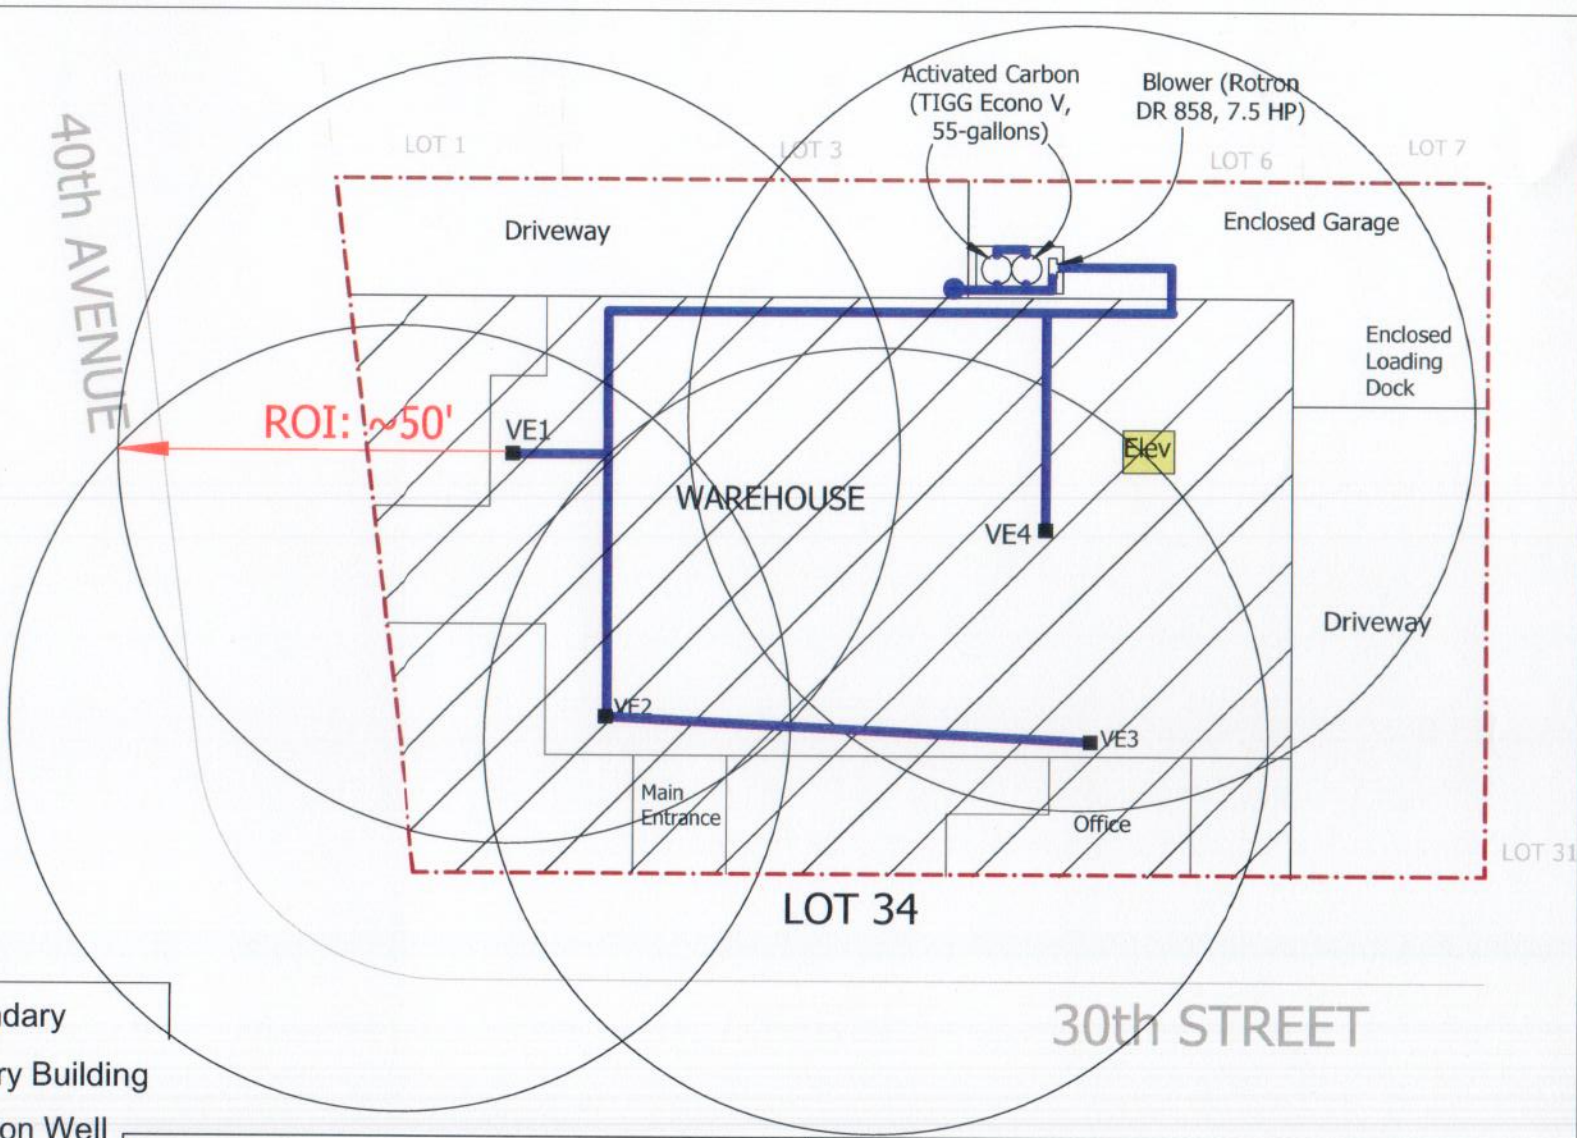 Activated Carbon
(TIGG Econo V,
55-gallons)
Blower (Rotron
DR 858, 7.5 HP)
40th AVENUE
LOT 1
LOT 3
LOT 6
LOT 7
Driveway
Enclosed Garage
Enclosed
Loading
Dock
ROI: ~50'
VE1
Elev
WAREHOUSE
VE4
Driveway
VE2
VE3
Main
Entrance
Office
LOT 31
LOT 34
30th STREET
ndary
ry Building
on Well